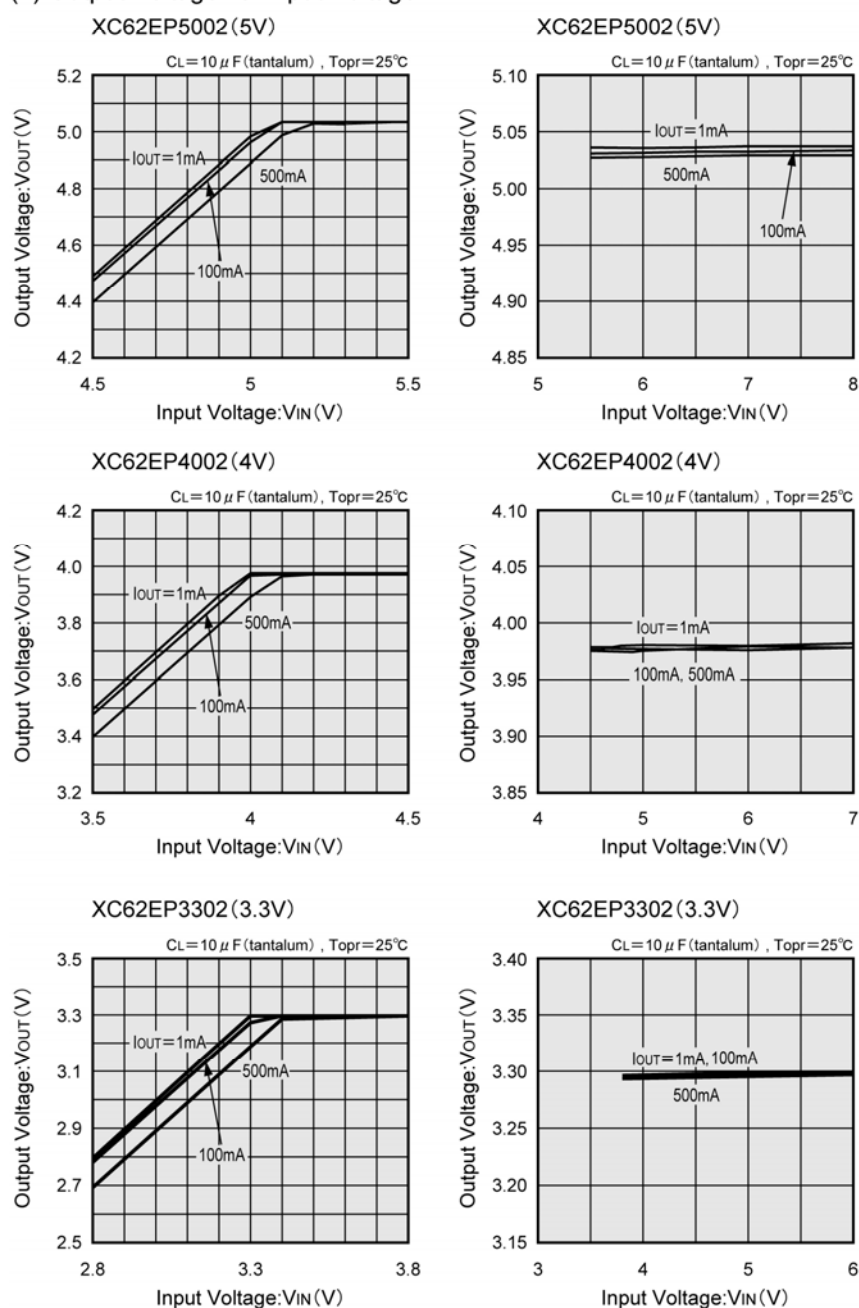 XC62EP5002(5V)
CL=10μF(tantalum), Topr=25℃
Output Voltage:VOUT(V)
5.2
5.0
4.8
4.6
4.4
4.2
IOUT=1mA
500mA
100mA
4.5
5
5.5
Input Voltage:VIN(V)
XC62EP5002(5V)
CL=10μF(tantalum), Topr=25℃
Output Voltage:VOUT(V)
5.10
5.05
5.00
4.95
4.90
4.85
IOUT=1mA
500mA
100mA
5
6
7
8
Input Voltage:VIN(V)
XC62EP4002(4V)
CL=10μF(tantalum), Topr=25℃
Output Voltage:VOUT(V)
4.2
4.0
3.8
3.6
3.4
3.2
IOUT=1mA
500mA
100mA
3.5
4
4.5
Input Voltage:VIN(V)
XC62EP4002(4V)
CL=10μF(tantalum), Topr=25℃
Output Voltage:VOUT(V)
4.10
4.05
4.00
3.95
3.90
3.85
IOUT=1mA
100mA, 500mA
4
5
6
7
Input Voltage:VIN(V)
XC62EP3302(3.3V)
CL=10μF(tantalum), Topr=25℃
Output Voltage:VOUT(V)
3.5
3.3
3.1
2.9
2.7
2.5
IOUT=1mA
500mA
100mA
2.8
3.3
3.8
Input Voltage:VIN(V)
XC62EP3302(3.3V)
CL=10μF(tantalum), Topr=25℃
Output Voltage:VOUT(V)
3.40
3.35
3.30
3.25
3.20
3.15
IOUT=1mA, 100mA
500mA
3
4
5
6
Input Voltage:VIN(V)